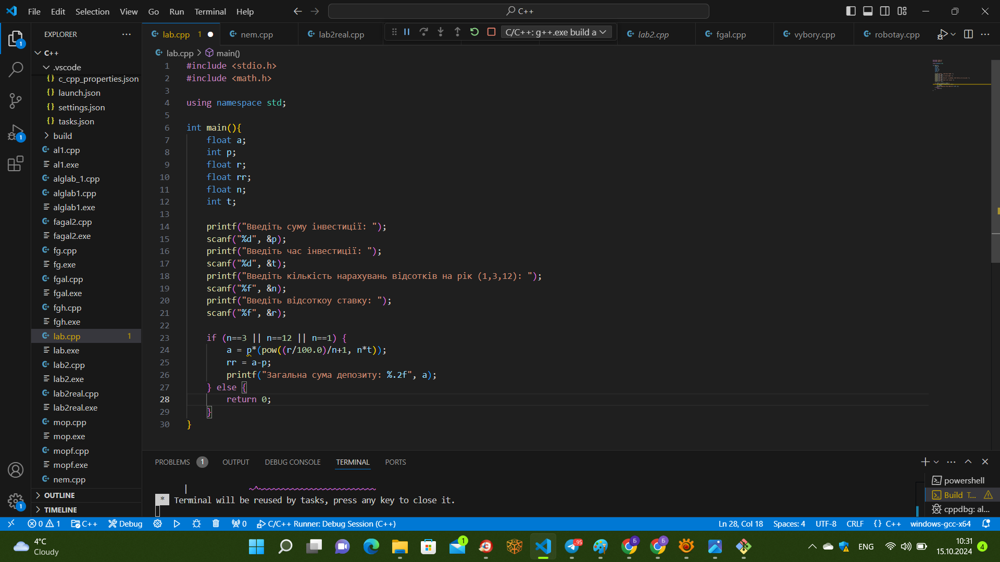 File Edit Selection View Go Run Terminal Help
C++
EXPLORER
lab.cpp 1
nem.cpp
lab2real.cpp
C/C++: g++.exe build a
lab2.cpp
fgal.cpp
vybory.cpp
robotay.cpp
C++
.vscode
c_cpp_properties.json
launch.json
settings.json
tasks.json
build
al1.cpp
al1.exe
alglab_1.cpp
alglab1.cpp
alglab1.exe
fagal2.cpp
fagal2.exe
fg.cpp
fg.exe
fgal.cpp
fgal.exe
fgh.cpp
fgh.exe
lab.cpp 1
lab.exe
lab2.cpp
lab2.exe
lab2real.cpp
lab2real.exe
mop.cpp
mop.exe
mopf.cpp
mopf.exe
nem.cpp
OUTLINE
TIMELINE
1
1
1
lab.cpp > main()
1 #include <stdio.h>
2 #include <math.h>
3
4 using namespace std;
5
6 int main(){
7 float a;
8 int p;
9 float r;
10 float rr;
11 float n;
12 int t;
13
14 printf("Введіть суму інвестиції: ");
15 scanf("%d", &p);
16 printf("Введіть час інвестиції: ");
17 scanf("%d", &t);
18 printf("Введіть кількість нарахувань відсотків на рік (1,3,12): ");
19 scanf("%f", &n);
20 printf("Введіть відсоткоу ставку: ");
21 scanf("%f", &r);
22
23 if (n==3 || n==12 || n==1) {
24 a = p*(pow((r/100.0)/n+1, n*t));
25 rr = a-p;
26 printf("Загальна сума депозиту: %.2f", a);
27 } else {
28 return 0;
29 }
30 }
PROBLEMS 1 OUTPUT DEBUG CONSOLE TERMINAL PORTS
| ~^~~~~~~~~~~~~~~~~~~~~~~~~
* Terminal will be reused by tasks, press any key to close it.
powershell
Build T...
cppdbg: al...
0 1 C++ Debug 0 C/C++ Runner: Debug Session (C++)
Ln 28, Col 18 Spaces: 4 UTF-8 CRLF {} C++ windows-gcc-x64
4°C
Cloudy
1
95
Б
Б
ENG
10:31
15.10.2024
4